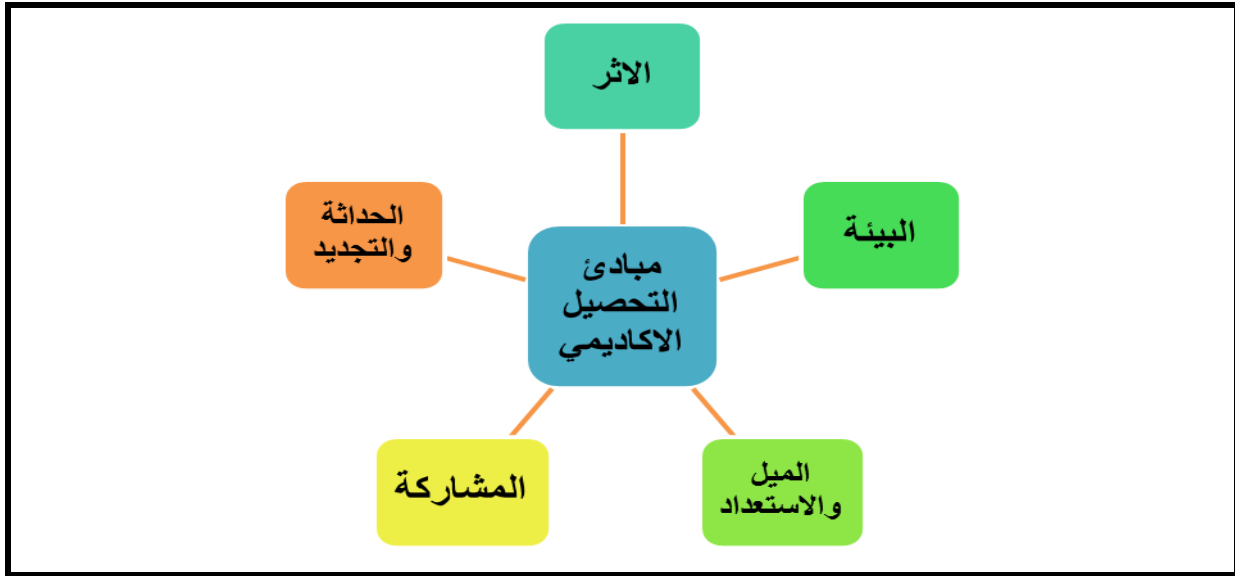 الاثر
البيئة
الحداثة
والتجديد
مبادئ
التحصيل
الاكاديمي
الميل
والاستعداد
المشاركة